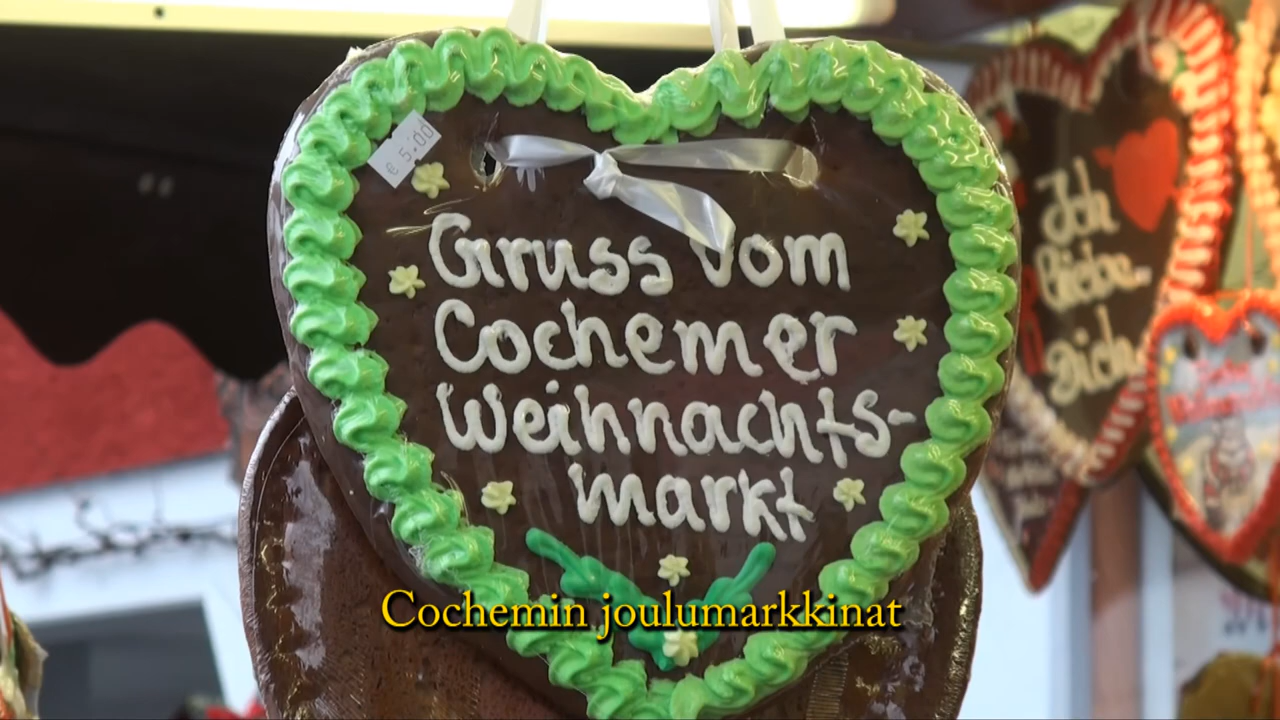 € 5.00
Gruss vom
Cochemer
Weihnachts-
markt
Ich
liebe
Dich
Cochemin joulumarkkinat